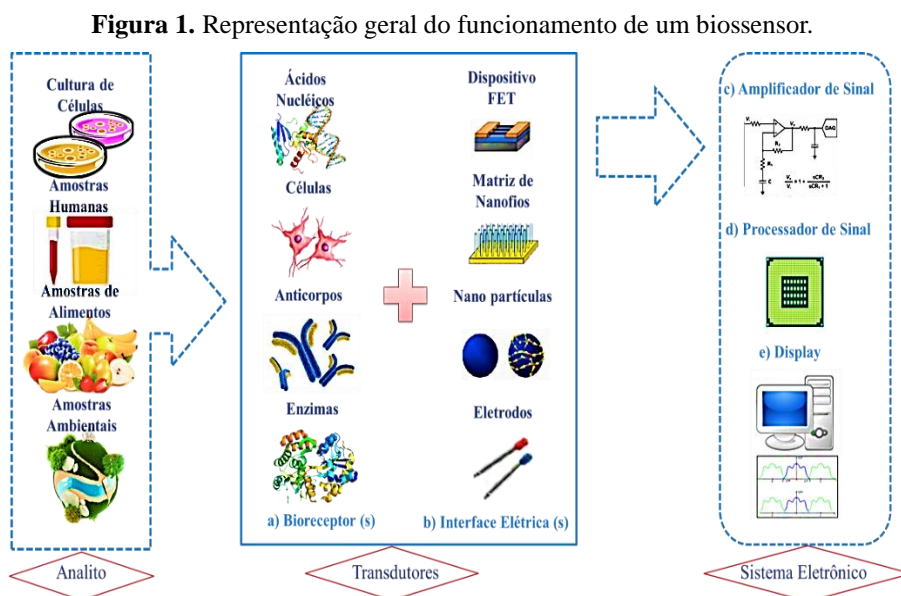 Figura 1. Representação geral do funcionamento de um biossensor.
Cultura de
Células
Amostras
Humanas
Amostras de
Alimentos
Amostras
Ambientais
Analito
Ácidos
Nucléicos
Células
Anticorpos
Enzimas
a) Bioreceptor (s)
Dispositivo
FET
Matriz de
Nanofios
Nano partículas
Eletrodos
b) Interface Elétrica (s)
Transdutores
c) Amplificador de Sinal
DAQ
d) Processador de Sinal
e) Display
Sistema Eletrônico